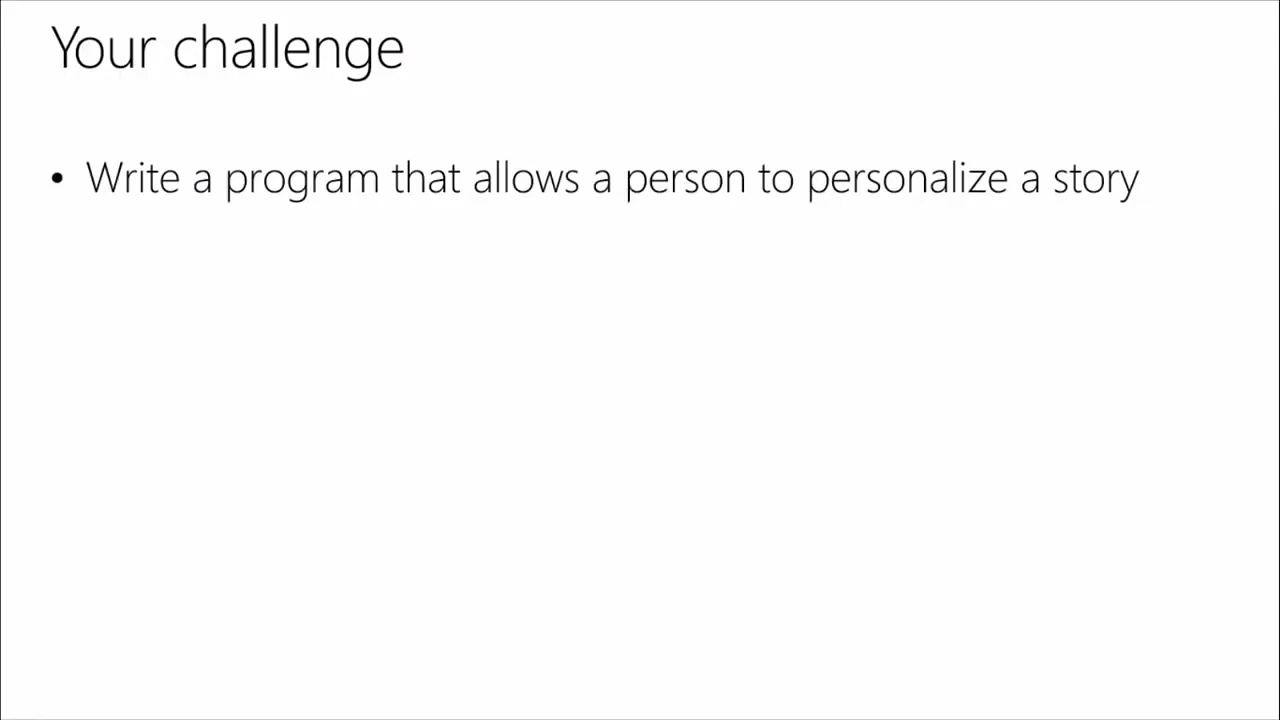 Your challenge
• Write a program that allows a person to personalize a story